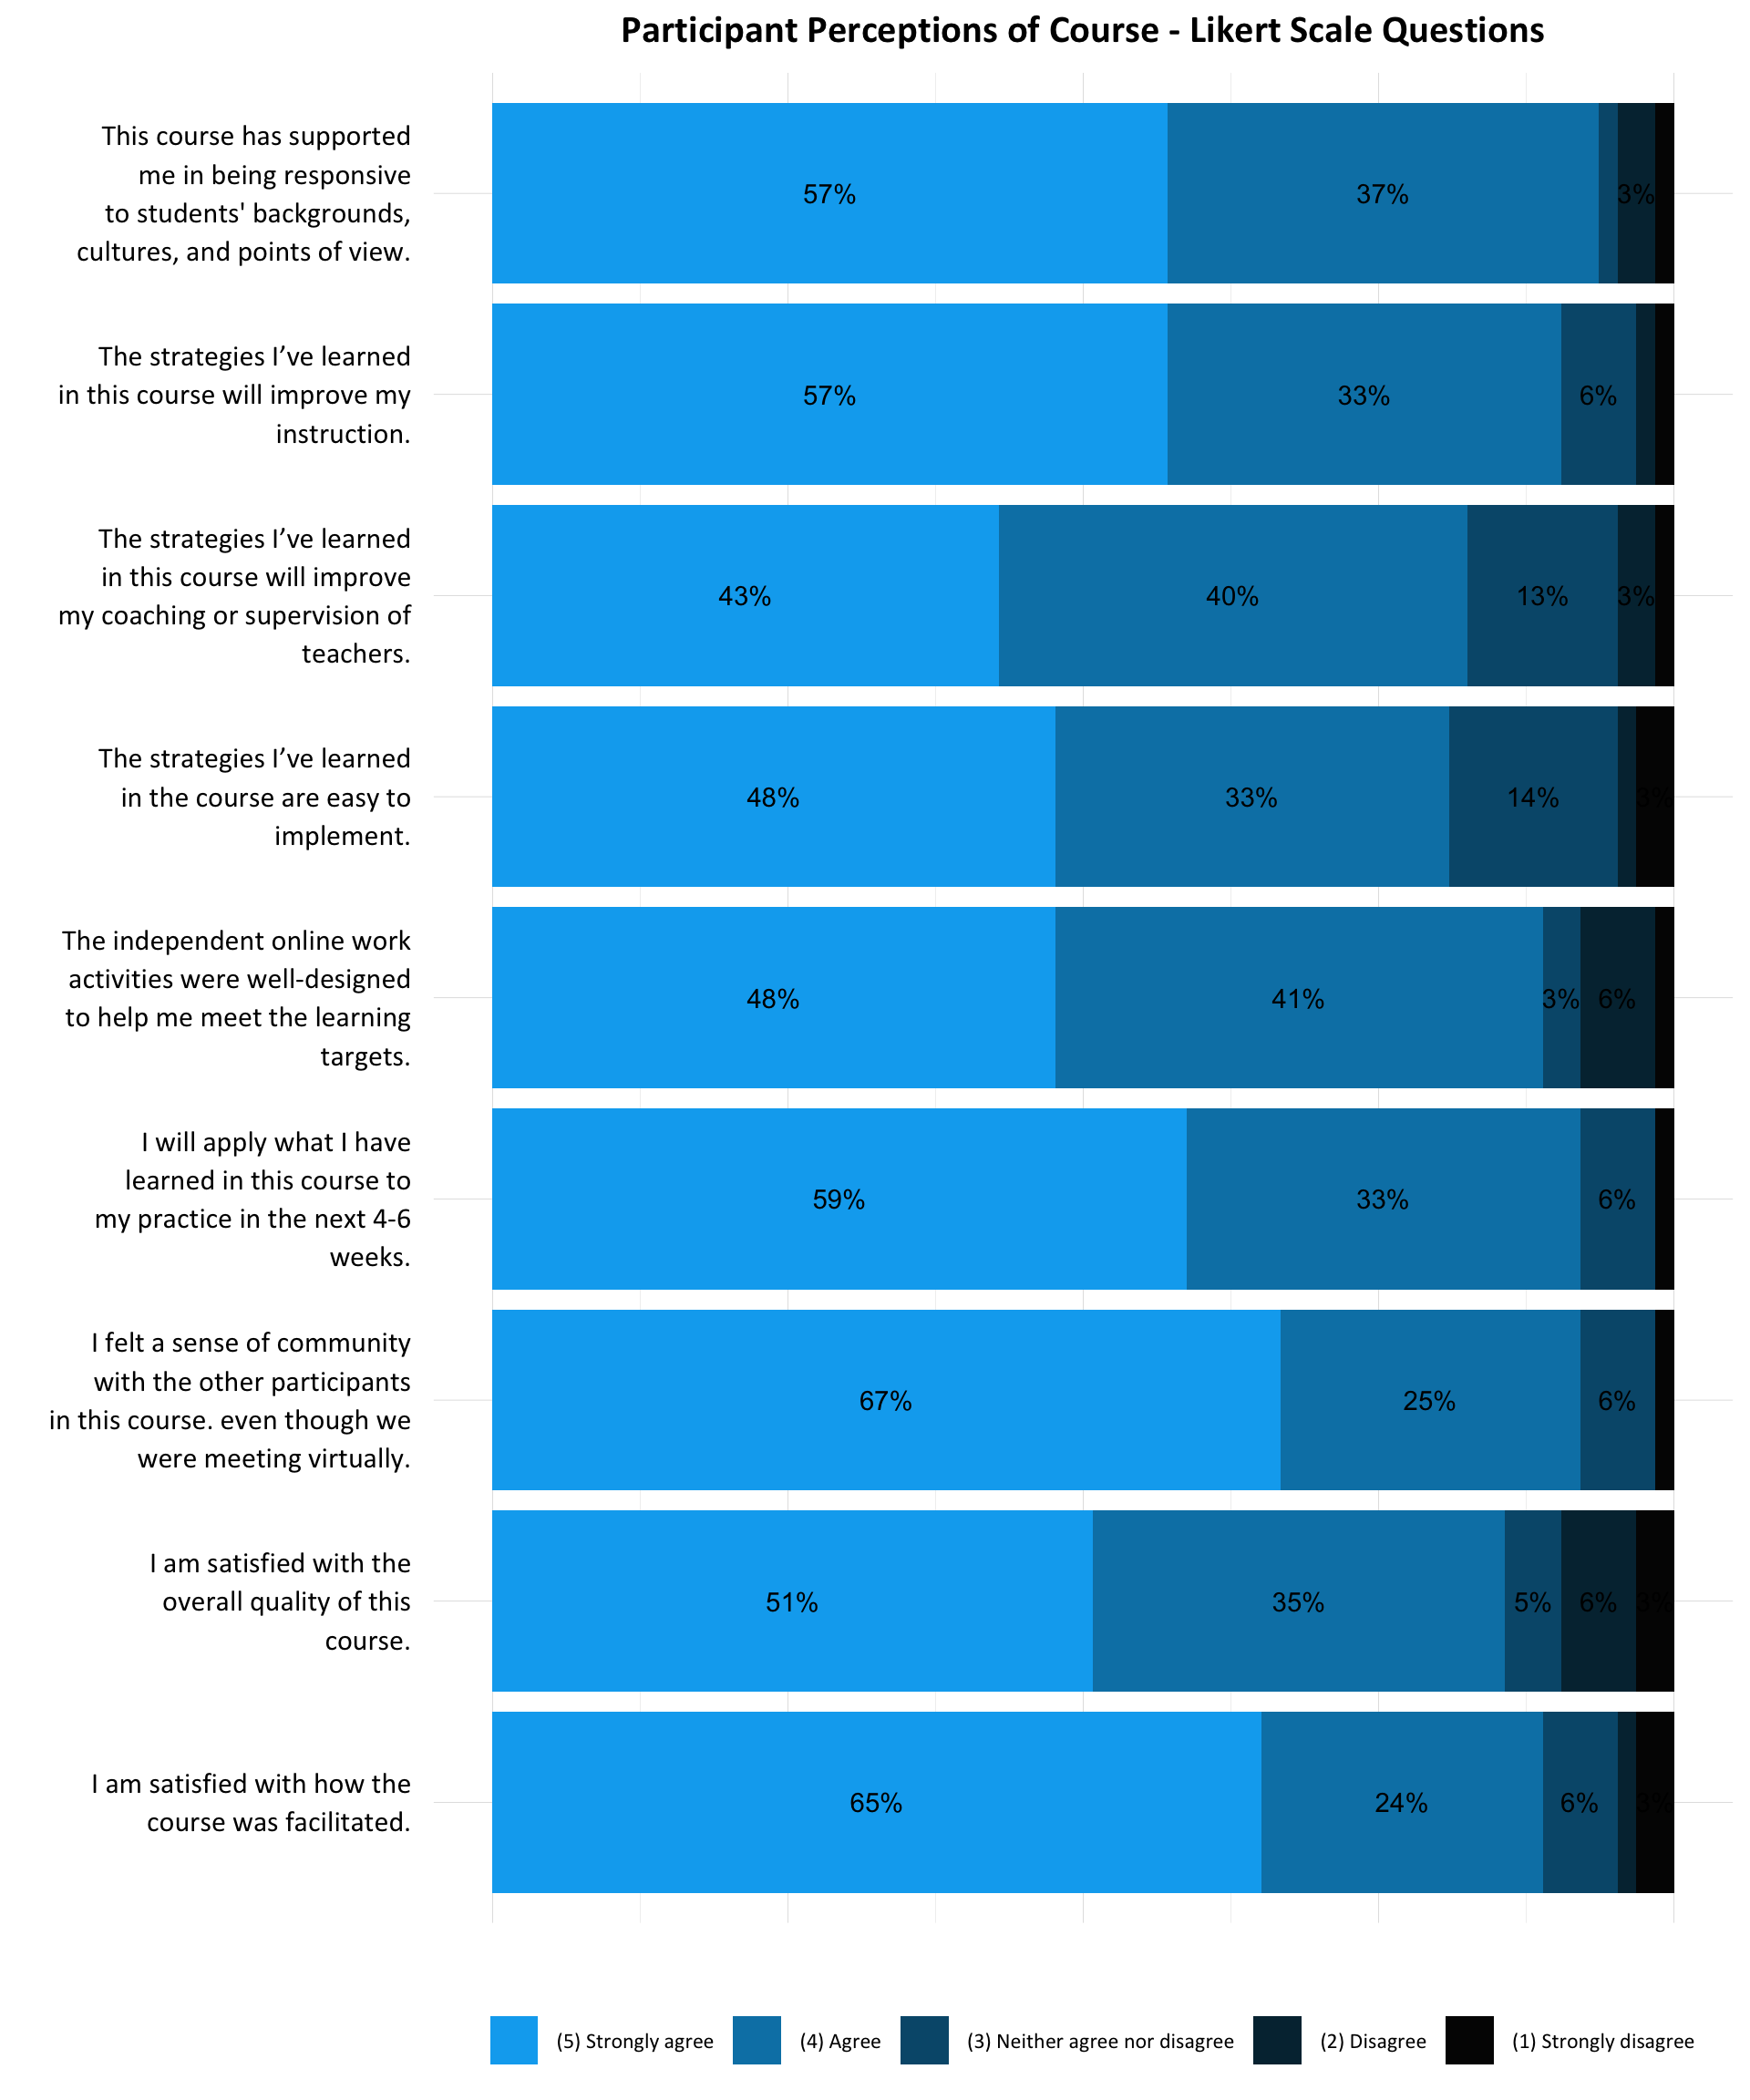 Participant Perceptions of Course - Likert Scale Questions
This course has supported
me in being responsive
to students' backgrounds,
cultures, and points of view.
57%
37%
3%
The strategies I’ve learned
in this course will improve my
instruction.
57%
33%
6%
The strategies I’ve learned
in this course will improve
my coaching or supervision of
teachers.
43%
40%
13%
3%
The strategies I’ve learned
in the course are easy to
implement.
48%
33%
14%
3%
The independent online work
activities were well-designed
to help me meet the learning
targets.
48%
41%
3%
6%
I will apply what I have
learned in this course to
my practice in the next 4-6
weeks.
59%
33%
6%
I felt a sense of community
with the other participants
in this course. even though we
were meeting virtually.
67%
25%
6%
I am satisfied with the
overall quality of this
course.
51%
35%
5%
6%
3%
I am satisfied with how the
course was facilitated.
65%
24%
6%
3%
(5) Strongly agree
(4) Agree
(3) Neither agree nor disagree
(2) Disagree
(1) Strongly disagree